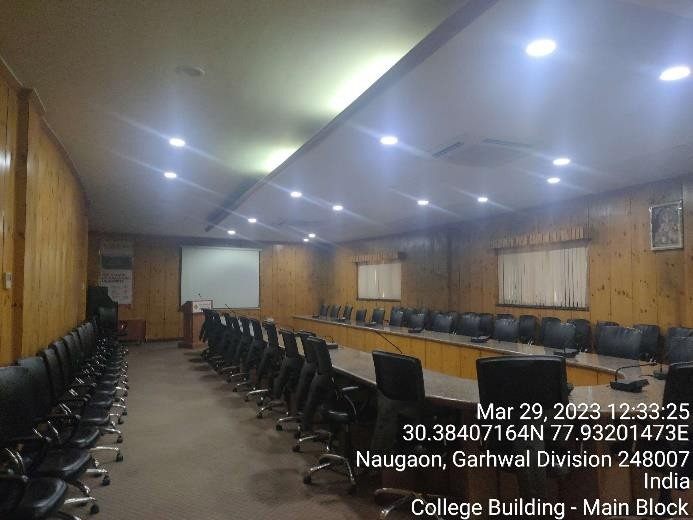 Mar 29, 2023 12:33:25
30.38407164N 77.93201473E
Naugaon, Garhwal Division 248007
India
College Building - Main Block